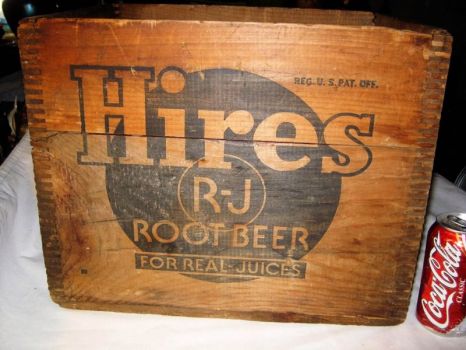 REG. U. S. PAT. OFF.
Hires
R-J
ROOT BEER
FOR REAL-JUICES
Coca-Cola
CLASSIC